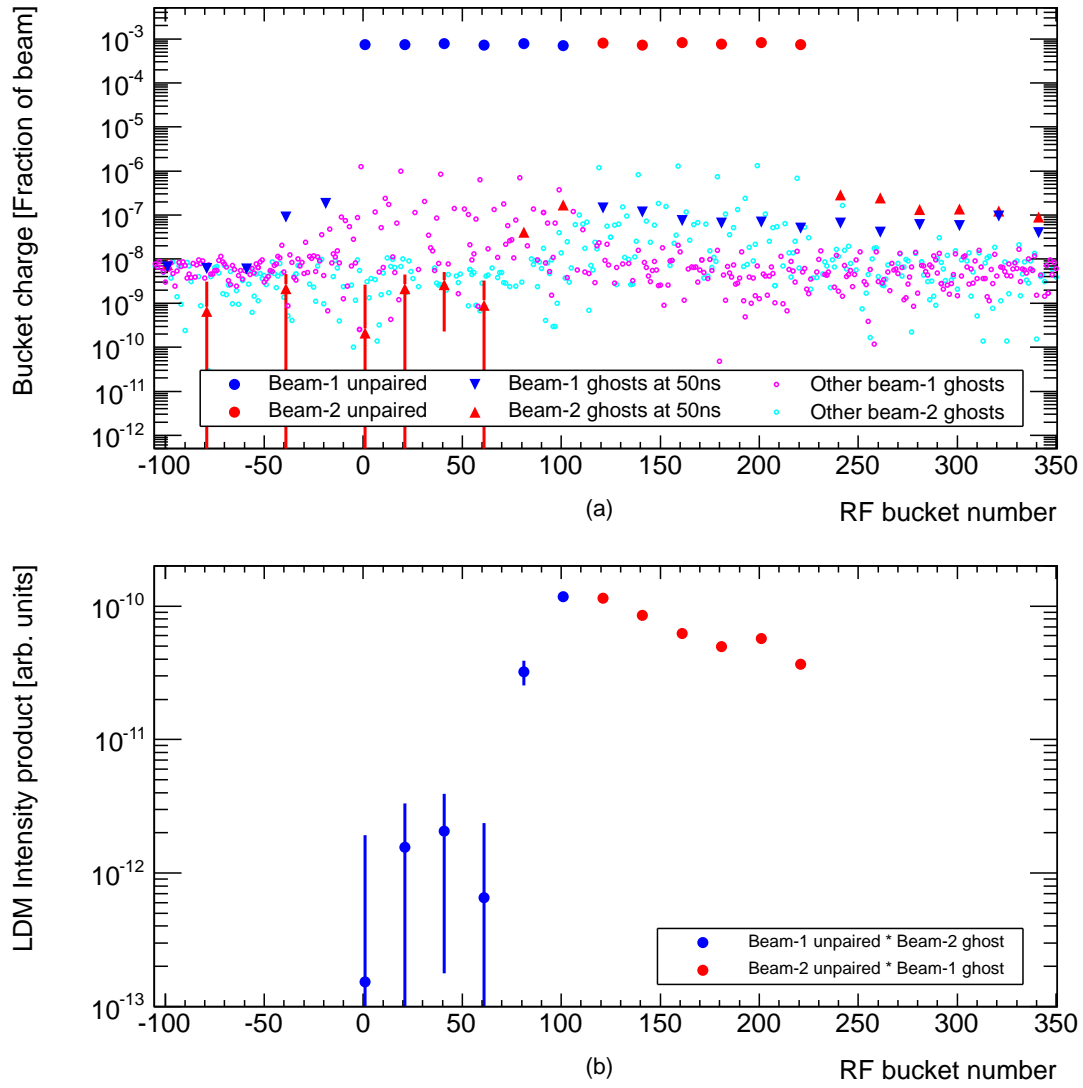 Bucket charge [Fraction of beam]
10^-3
10^-4
10^-5
10^-6
10^-7
10^-8
10^-9
10^-10
10^-11
10^-12
Beam-1 unpaired
Beam-1 ghosts at 50ns
Other beam-1 ghosts
Beam-2 unpaired
Beam-2 ghosts at 50ns
Other beam-2 ghosts
-100 -50 0 50 100 150 200 250 300 350
(a)
RF bucket number
LDM Intensity product [arb. units]
10^-10
10^-11
10^-12
10^-13
Beam-1 unpaired * Beam-2 ghost
Beam-2 unpaired * Beam-1 ghost
-100 -50 0 50 100 150 200 250 300 350
(b)
RF bucket number